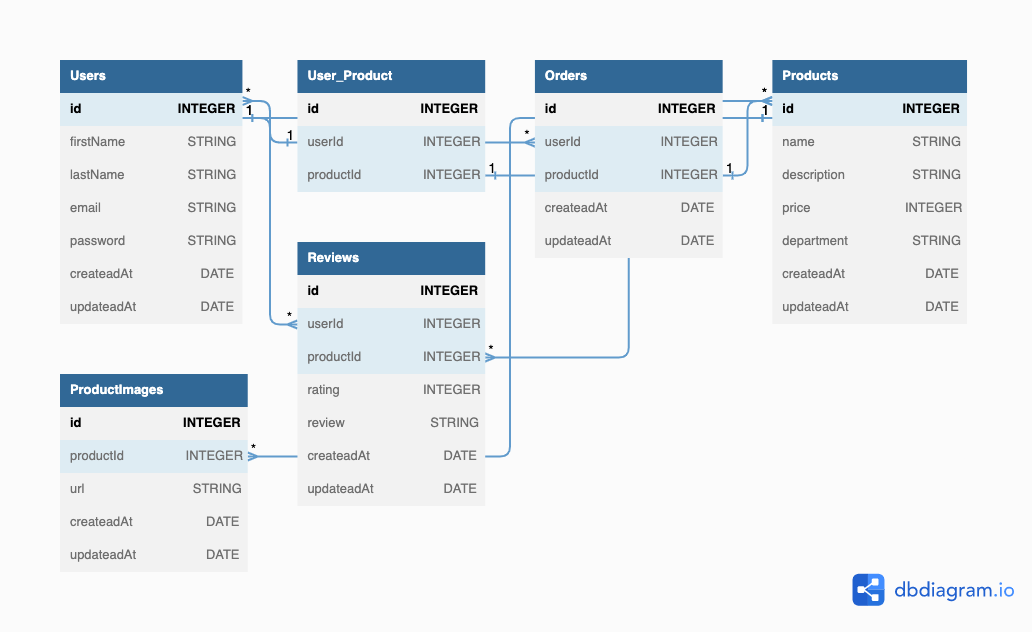 Users
id INTEGER
firstName STRING
lastName STRING
email STRING
password STRING
createadAt DATE
updateadAt DATE
User_Product
id INTEGER
userId INTEGER
productId INTEGER
Orders
id INTEGER
userId INTEGER
productId INTEGER
createadAt DATE
updateadAt DATE
Products
id INTEGER
name STRING
description STRING
price INTEGER
department STRING
createadAt DATE
updateadAt DATE
* 
1
1
*
1
1
*
1
Reviews
id INTEGER
userId INTEGER
productId INTEGER
rating INTEGER
review STRING
createadAt DATE
updateadAt DATE
*
*
ProductImages
id INTEGER
productId INTEGER
url STRING
createadAt DATE
updateadAt DATE
*
dbdiagram.io